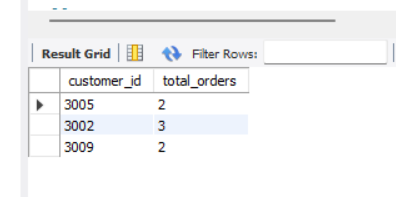 Result Grid Filter Rows:
customer_id total_orders
3005 2
3002 3
3009 2